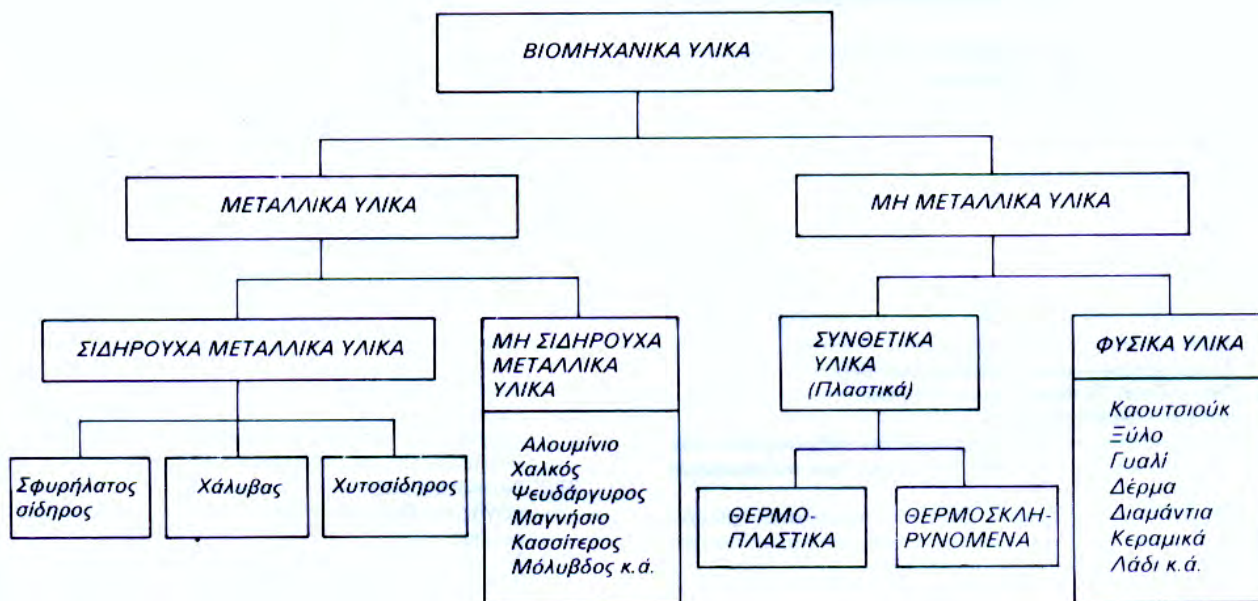 ΒΙΟΜΗΧΑΝΙΚΑ ΥΛΙΚΑ
ΜΕΤΑΛΛΙΚΑ ΥΛΙΚΑ
ΜΗ ΜΕΤΑΛΛΙΚΑ ΥΛΙΚΑ
ΣΙΔΗΡΟΥΧΑ ΜΕΤΑΛΛΙΚΑ ΥΛΙΚΑ
ΜΗ ΣΙΔΗΡΟΥΧΑ
ΜΕΤΑΛΛΙΚΑ
ΥΛΙΚΑ
ΣΥΝΘΕΤΙΚΑ
ΥΛΙΚΑ
(Πλαστικά)
ΦΥΣΙΚΑ ΥΛΙΚΑ
Σφυρήλατος
σίδηρος
Χάλυβας
Χυτοσίδηρος
Αλουμίνιο
Χαλκός
Ψευδάργυρος
Μαγνήσιο
Κασσίτερος
Μόλυβδος κ.ά.
ΘΕΡΜΟ-
ΠΛΑΣΤΙΚΑ
ΘΕΡΜΟΣΚΛΗ-
ΡΥΝΟΜΕΝΑ
Καουτσιούκ
Ξύλο
Γυαλί
Δέρμα
Διαμάντια
Κεραμικά
Λάδι κ.ά.